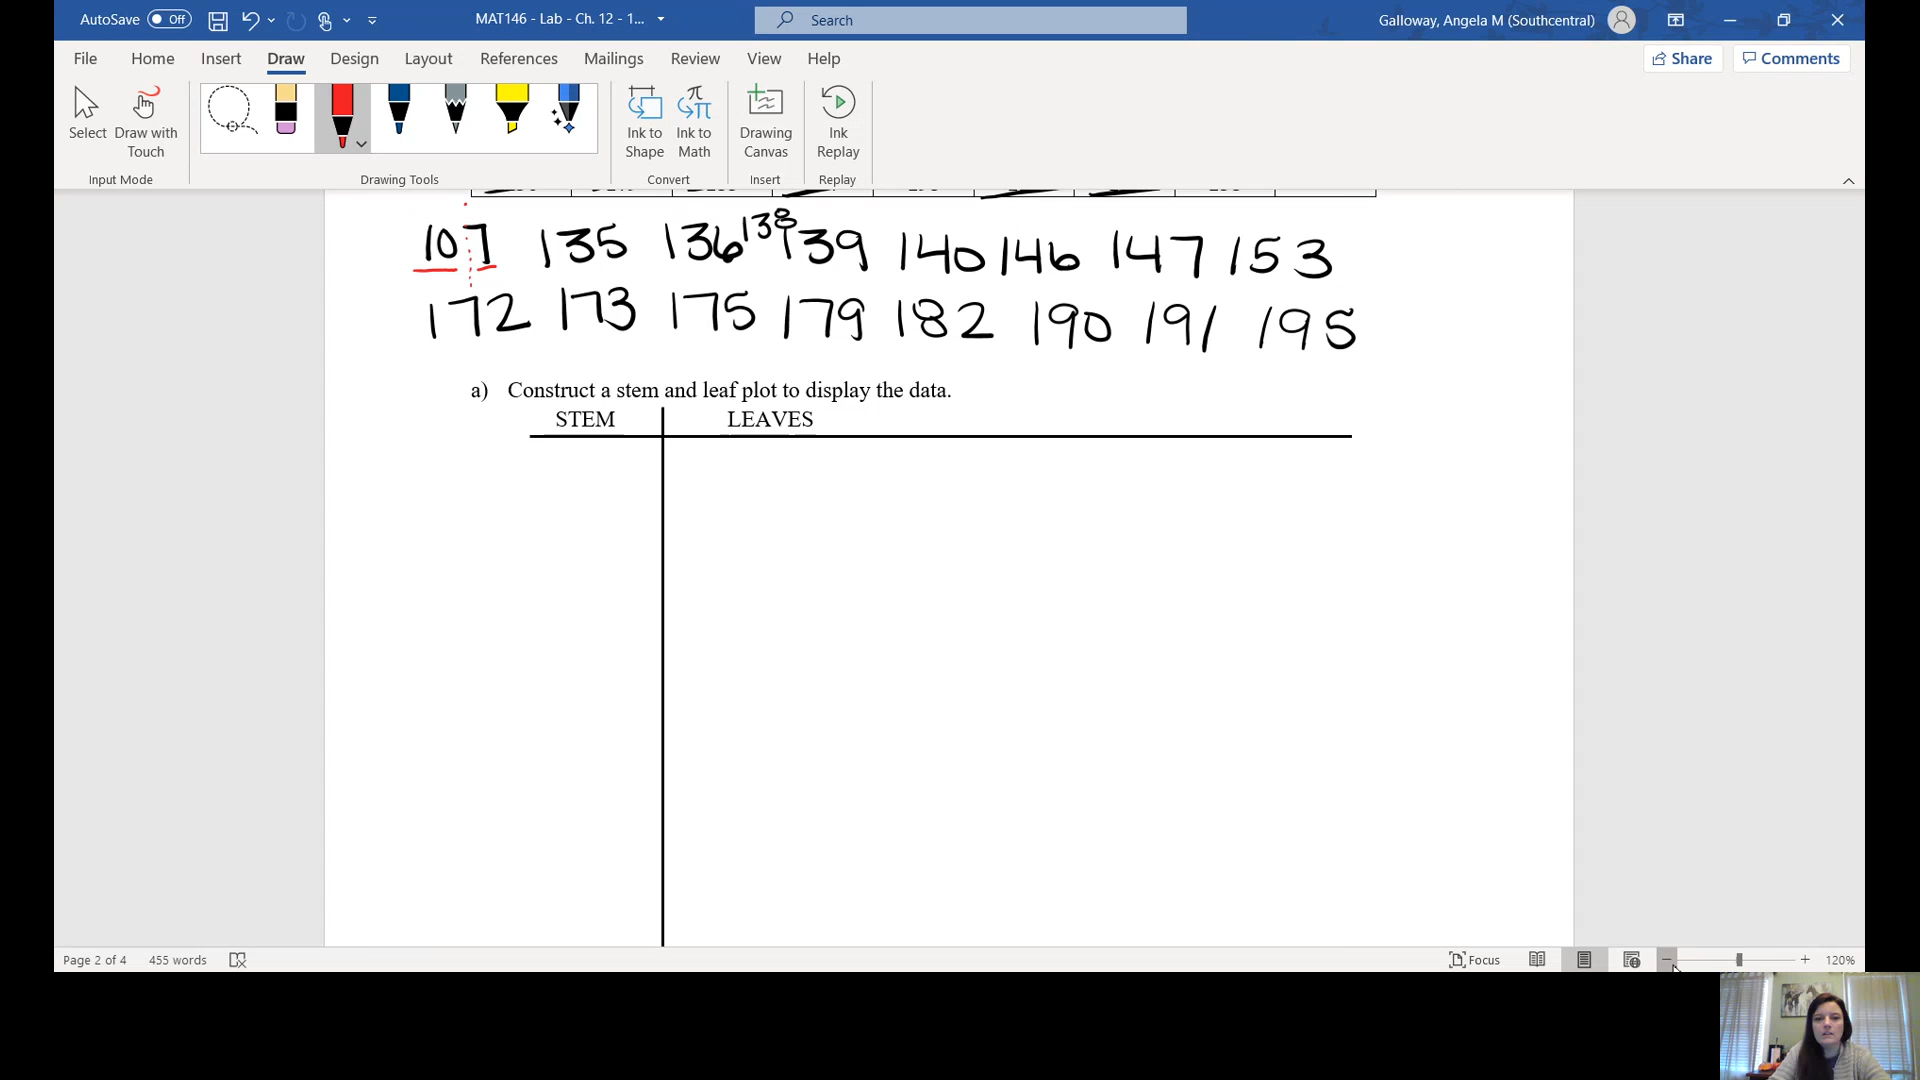 AutoSave Off MAT146 - Lab - Ch. 12 - 1... Search Galloway, Angela M (Southcentral)
File Home Insert Draw Design Layout References Mailings Review View Help Share Comments
Select Draw with Touch Ink to Shape Ink to Math Drawing Canvas Ink Replay
Input Mode Drawing Tools Convert Insert Replay
107 135 136 138 139 140 146 147 153
172 173 175 179 182 190 191 195
a) Construct a stem and leaf plot to display the data.
STEM LEAVES
Page 2 of 4 455 words Focus 120%